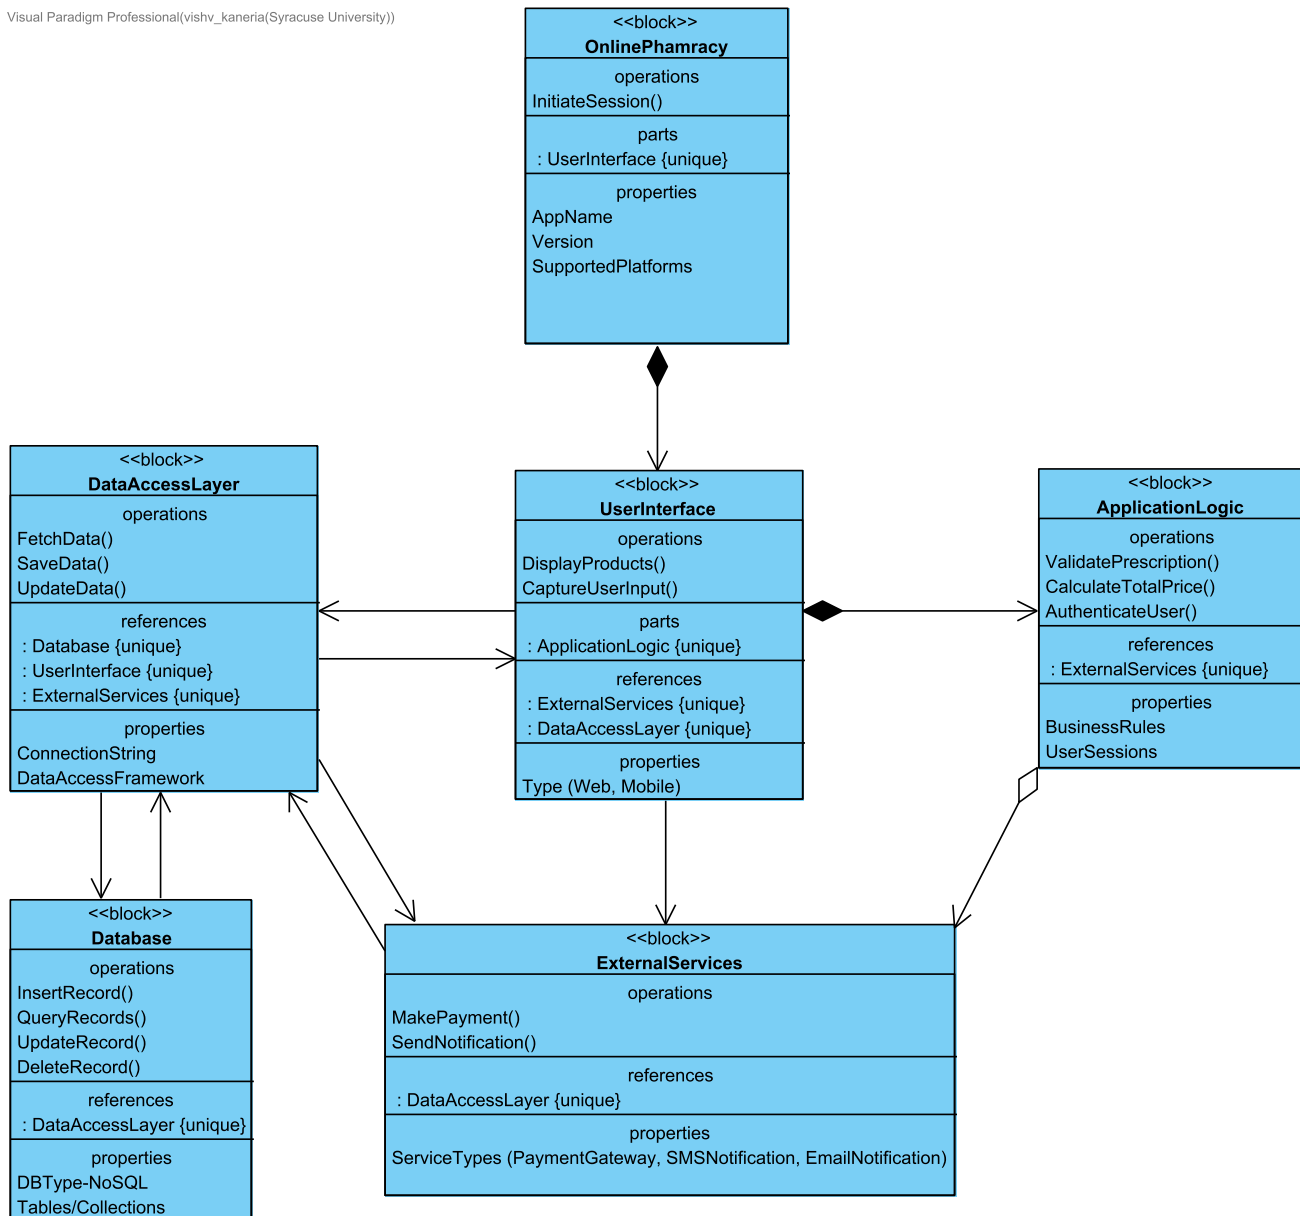 Visual Paradigm Professional(vishv_kaneria(Syracuse University))
<<block>>
OnlinePhamracy
operations
InitiateSession()
parts
: UserInterface {unique}
properties
AppName
Version
SupportedPlatforms
<<block>>
DataAccessLayer
operations
FetchData()
SaveData()
UpdateData()
references
: Database {unique}
: UserInterface {unique}
: ExternalServices {unique}
properties
ConnectionString
DataAccessFramework
<<block>>
UserInterface
operations
DisplayProducts()
CaptureUserInput()
parts
: ApplicationLogic {unique}
references
: ExternalServices {unique}
: DataAccessLayer {unique}
properties
Type (Web, Mobile)
<<block>>
ApplicationLogic
operations
ValidatePrescription()
CalculateTotalPrice()
AuthenticateUser()
references
: ExternalServices {unique}
properties
BusinessRules
UserSessions
<<block>>
Database
operations
InsertRecord()
QueryRecords()
UpdateRecord()
DeleteRecord()
references
: DataAccessLayer {unique}
properties
DBType-NoSQL
Tables/Collections
<<block>>
ExternalServices
operations
MakePayment()
SendNotification()
references
: DataAccessLayer {unique}
properties
ServiceTypes (PaymentGateway, SMSNotification, EmailNotification)